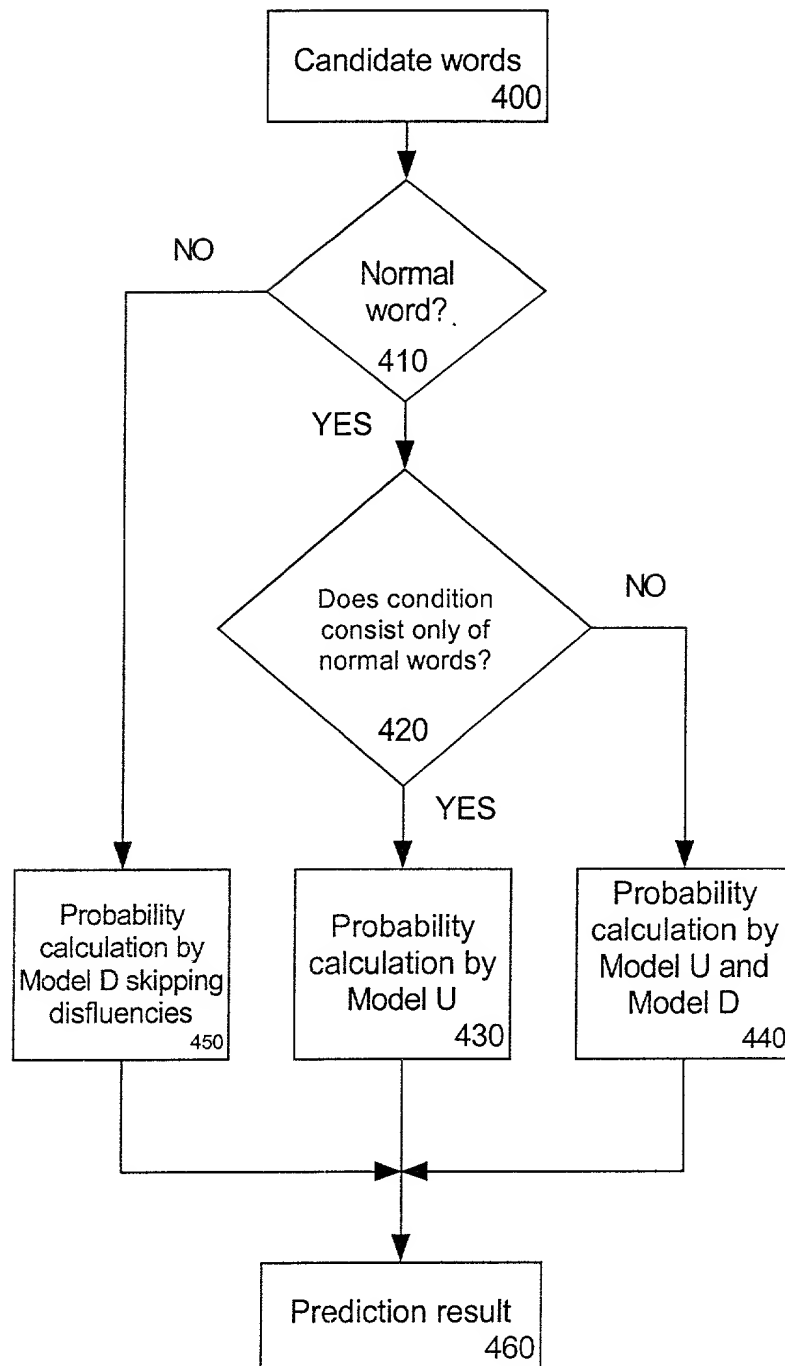 Candidate words
400
NO
Normal
word?
410
YES
Does condition
consist only of
normal words?
NO
420
YES
Probability
calculation by
Model D skipping
disfluencies
450
Probability
calculation by
Model U
430
Probability
calculation by
Model U and
Model D
440
Prediction result
460